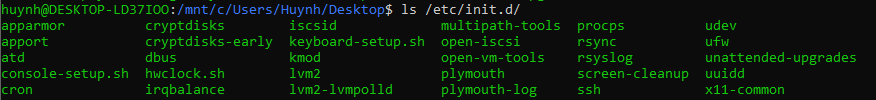 huynh@DESKTOP-LD37IOO:/mnt/c/Users/Huynh/Desktop$ ls /etc/init.d/
apparmor cryptdisks iscsid multipath-tools procps udev
apport cryptdisks-early keyboard-setup.sh open-iscsi rsync ufw
atd dbus kmod open-vm-tools rsyslog unattended-upgrades
console-setup.sh hwclock.sh lvm2 plymouth screen-cleanup uuidd
cron irqbalance lvm2-lvmpolld plymouth-log ssh x11-common